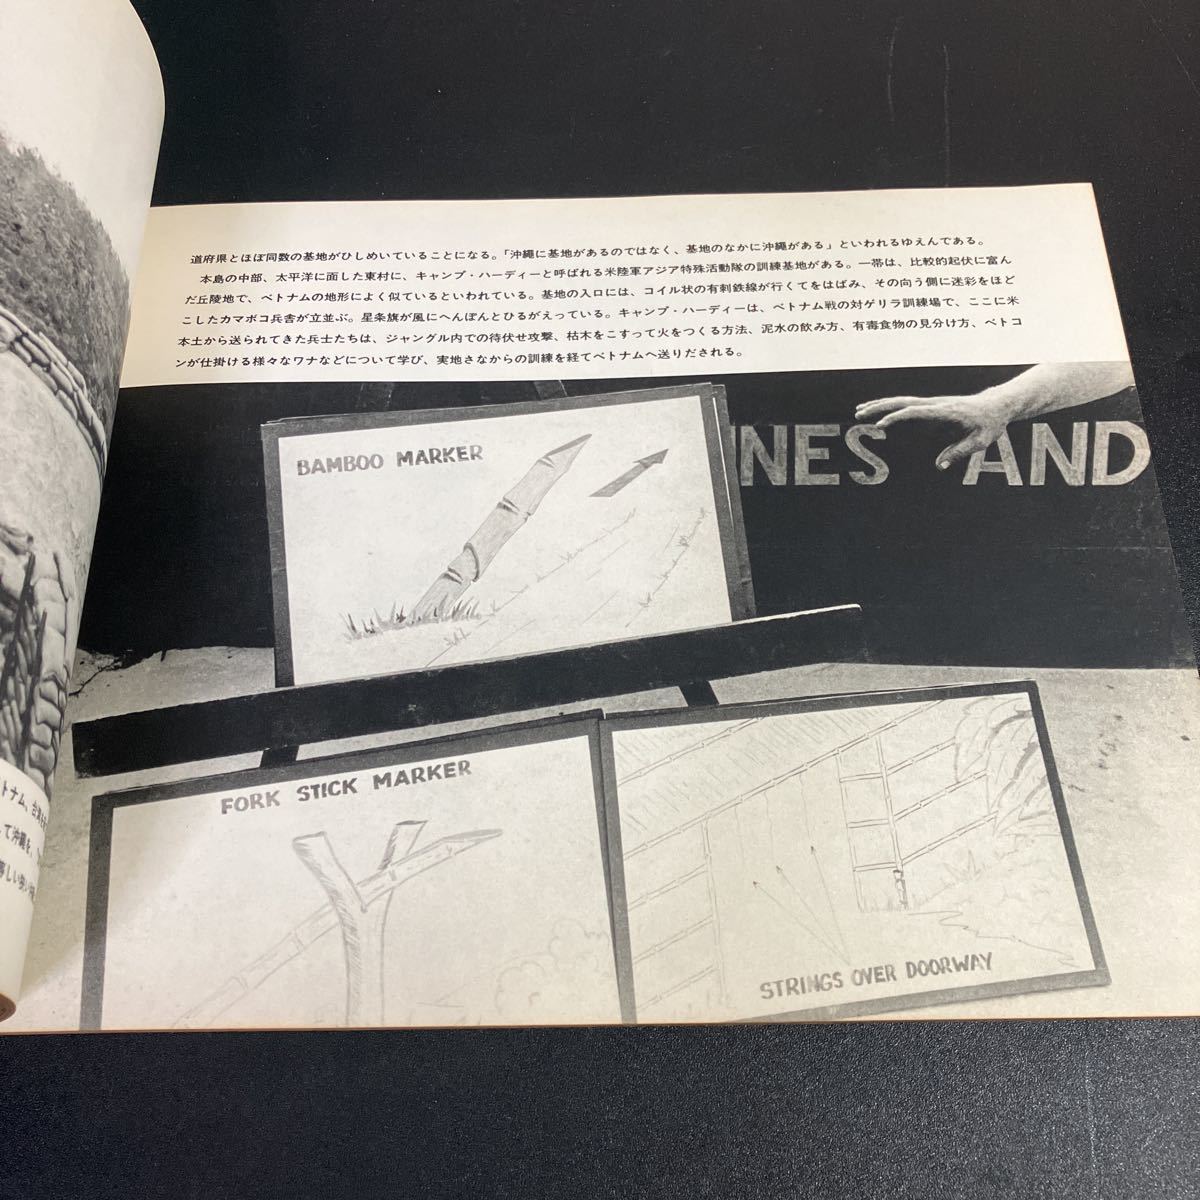 道府県とほぼ同数の基地がひしめいていることになる。「沖縄に基地があるのではなく、基地のなかに沖縄がある」といわれるゆえんである。
本島の中部、太平洋に面した東村に、キャンプ・ハーディーと呼ばれる米陸軍アジア特殊活動隊の訓練基地がある。一帯は、比較的起伏に富ん
だ丘陵地で、ベトナムの地形によく似ているといわれている。基地の入口には、コイル状の有刺鉄線が行くてをはばみ、その向う側に迷彩をほど
こしたカマボコ兵舎が立並ぶ。星条旗が風にへんぽんとひるがえっている。キャンプ・ハーディーは、ベトナム戦の対ゲリラ訓練場で、ここに米
本土から送られてきた兵士たちは、ジャングル内での待伏せ攻撃、枯木をこすって火をつくる方法、泥水の飲み方、有毒食物の見分け方、ベトコ
ンが仕掛ける様々なワナなどについて学び、実地さながらの訓練を経てベトナムへ送りだされる。
INES AND
BAMBOO MARKER
FORK STICK MARKER
STRINGS OVER DOORWAY
トナム、台湾
て沖縄を、